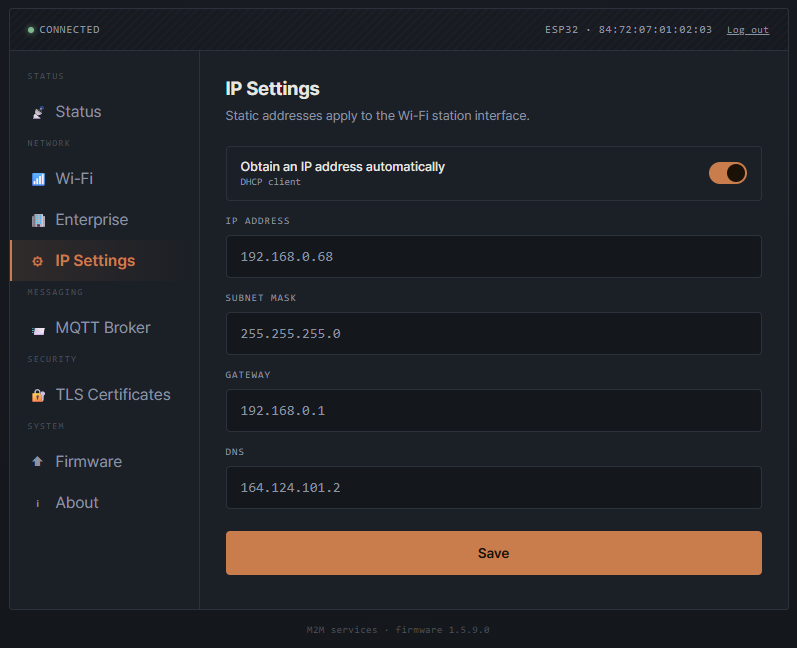 CONNECTED
ESP32 · 84:72:07:01:02:03 Log out
STATUS
Status
NETWORK
Wi-Fi
Enterprise
IP Settings
MESSAGING
MQTT Broker
SECURITY
TLS Certificates
SYSTEM
Firmware
i About
IP Settings
Static addresses apply to the Wi-Fi station interface.
Obtain an IP address automatically
DHCP client
IP ADDRESS
192.168.0.68
SUBNET MASK
255.255.255.0
GATEWAY
192.168.0.1
DNS
164.124.101.2
Save
M2M services · firmware 1.5.9.0